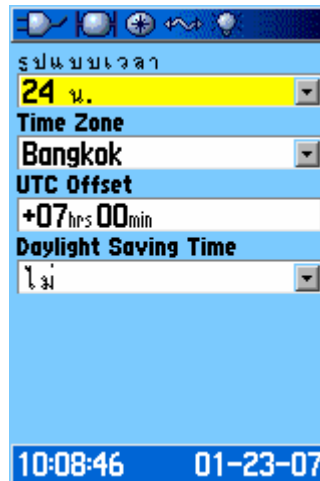 รูปแบบเวลา
24 น.
Time Zone
Bangkok
UTC Offset
+07hrs 00min
Daylight Saving Time
ไม่
10:08:46 01-23-07